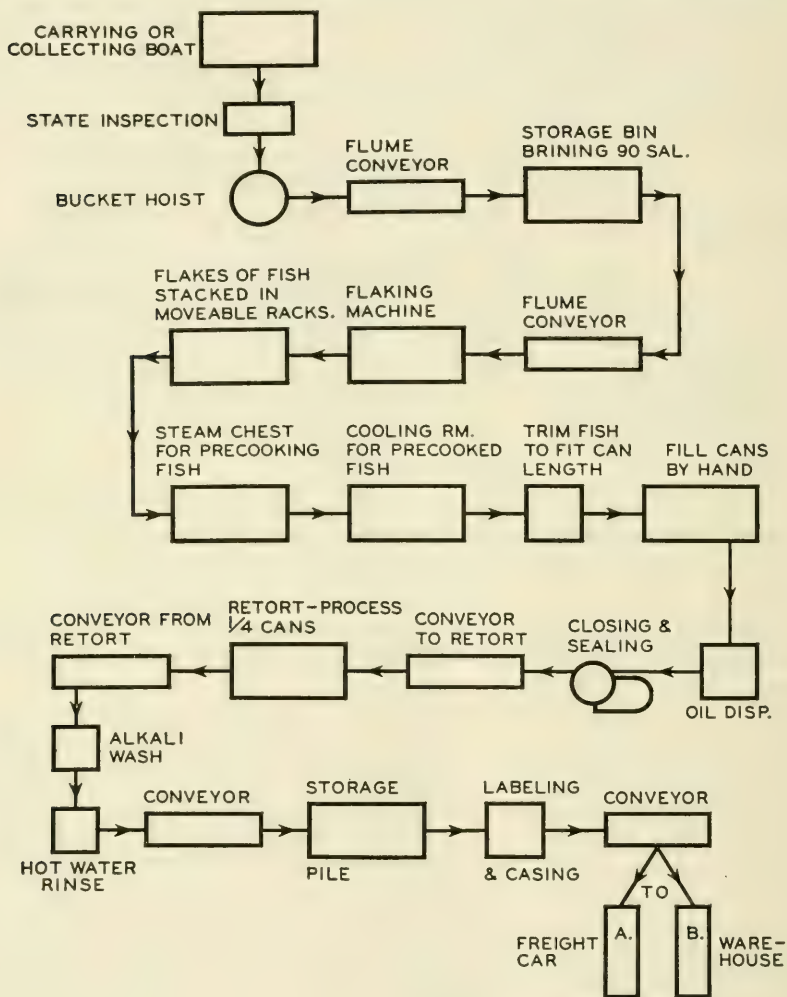 CARRYING OR
COLLECTING BOAT
STATE INSPECTION
BUCKET HOIST
FLUME
CONVEYOR
STORAGE BIN
BRINING 90 SAL.
FLAKES OF FISH
STACKED IN
MOVEABLE RACKS.
FLAKING
MACHINE
FLUME
CONVEYOR
STEAM CHEST
FOR PRECOOKING
FISH
COOLING RM.
FOR PRECOOKED
FISH
TRIM FISH
TO FIT CAN
LENGTH
FILL CANS
BY HAND
CONVEYOR FROM
RETORT
RETORT-PROCESS
1/4 CANS
CONVEYOR
TO RETORT
CLOSING &
SEALING
OIL DISP.
ALKALI
WASH
HOT WATER
RINSE
CONVEYOR
STORAGE
PILE
LABELING
& CASING
CONVEYOR
TO
A.
B.
FREIGHT
CAR
WARE-
HOUSE